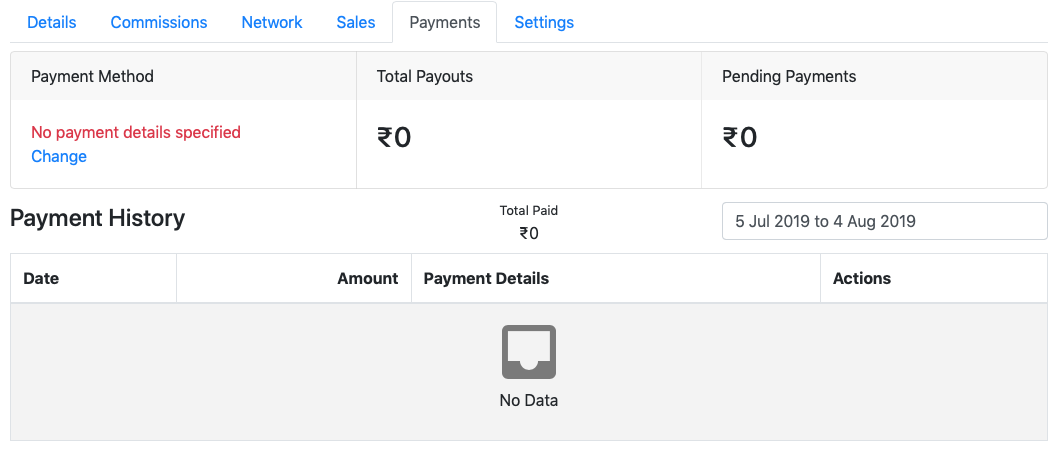 Details Commissions Network Sales Payments Settings
Payment Method Total Payouts Pending Payments
No payment details specified
Change
₹0 ₹0
Payment History
Total Paid
₹0
5 Jul 2019 to 4 Aug 2019
Date Amount Payment Details Actions
No Data